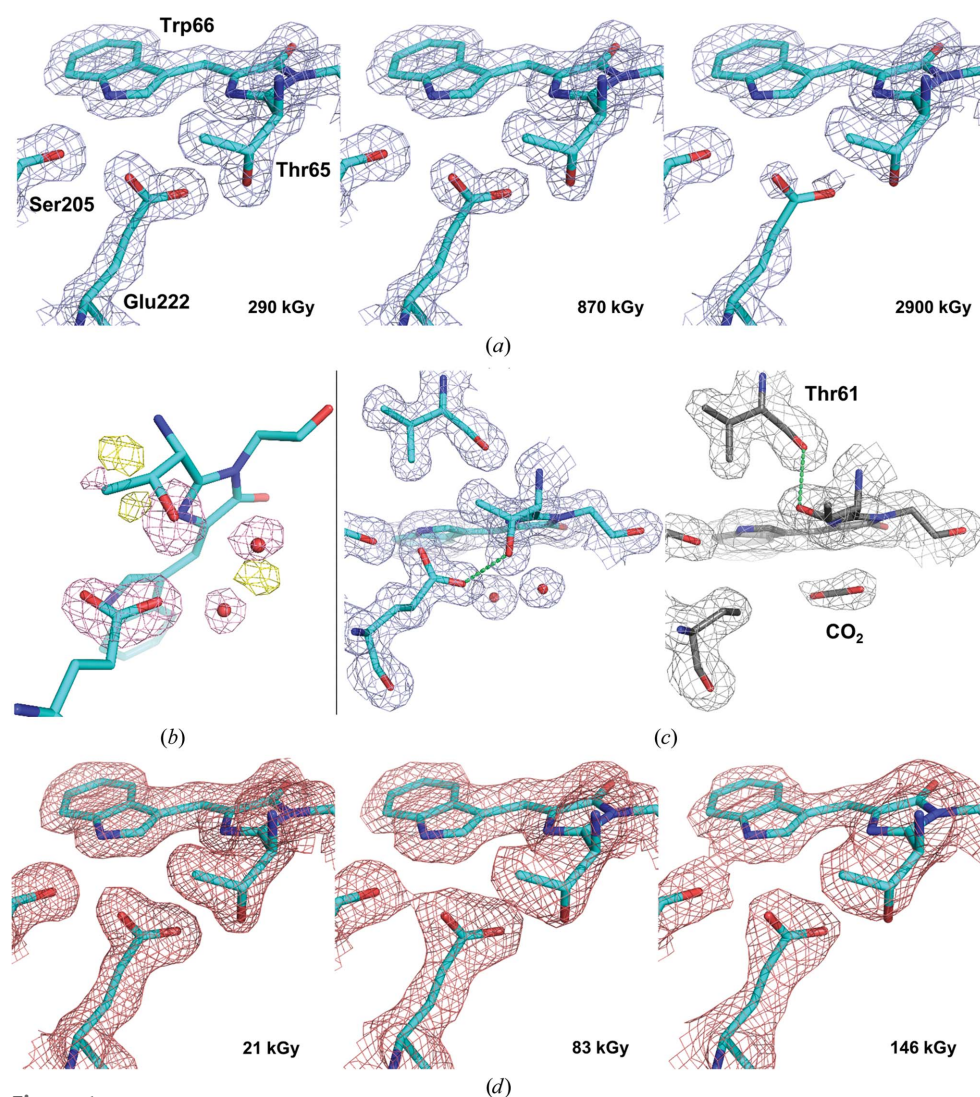 Trp66
Thr65
Ser205
Glu222
290 kGy
870 kGy
2900 kGy
(a)
Thr61
CO₂
(b)
(c)
21 kGy
83 kGy
146 kGy
(d)